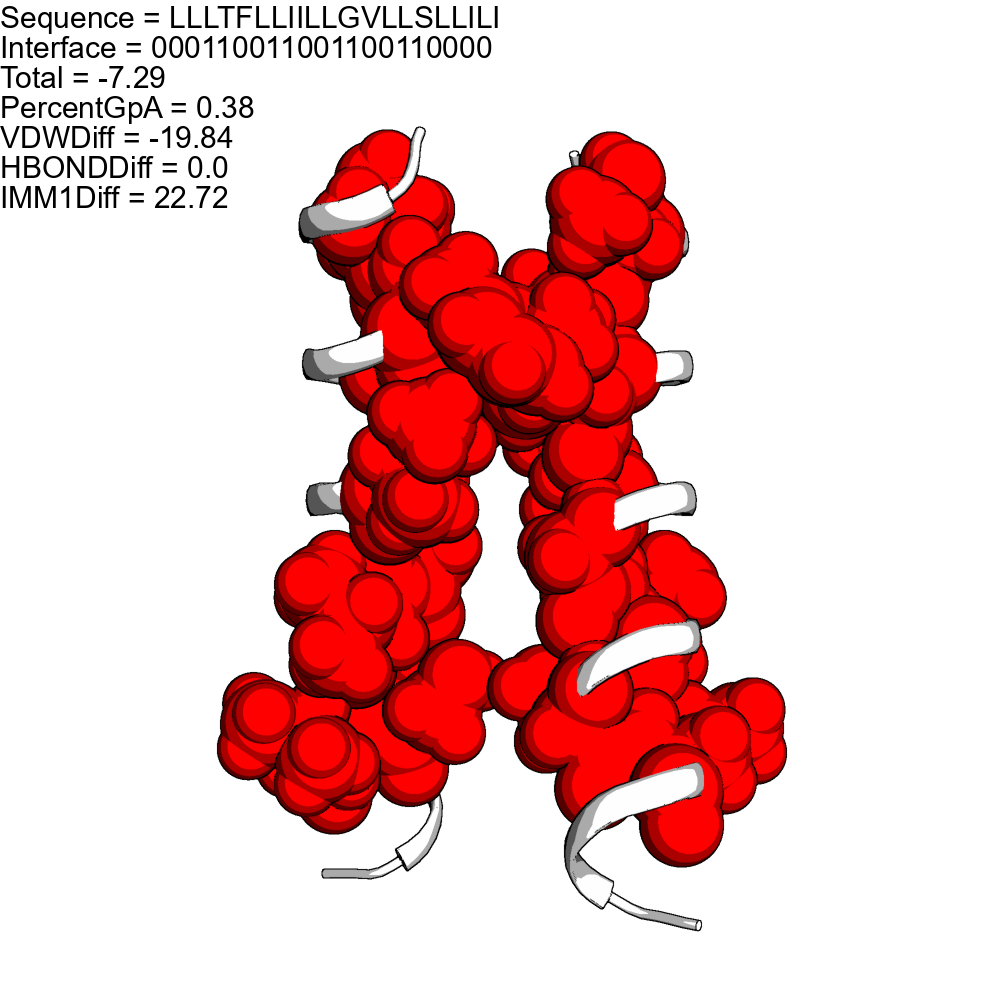 Sequence = LLLTFLLIILLGVLLSLLILI
Interface = 000110011001100110000
Total = -7.29
PercentGpA = 0.38
VDWDiff = -19.84
HBONDDiff = 0.0
IMM1Diff = 22.72